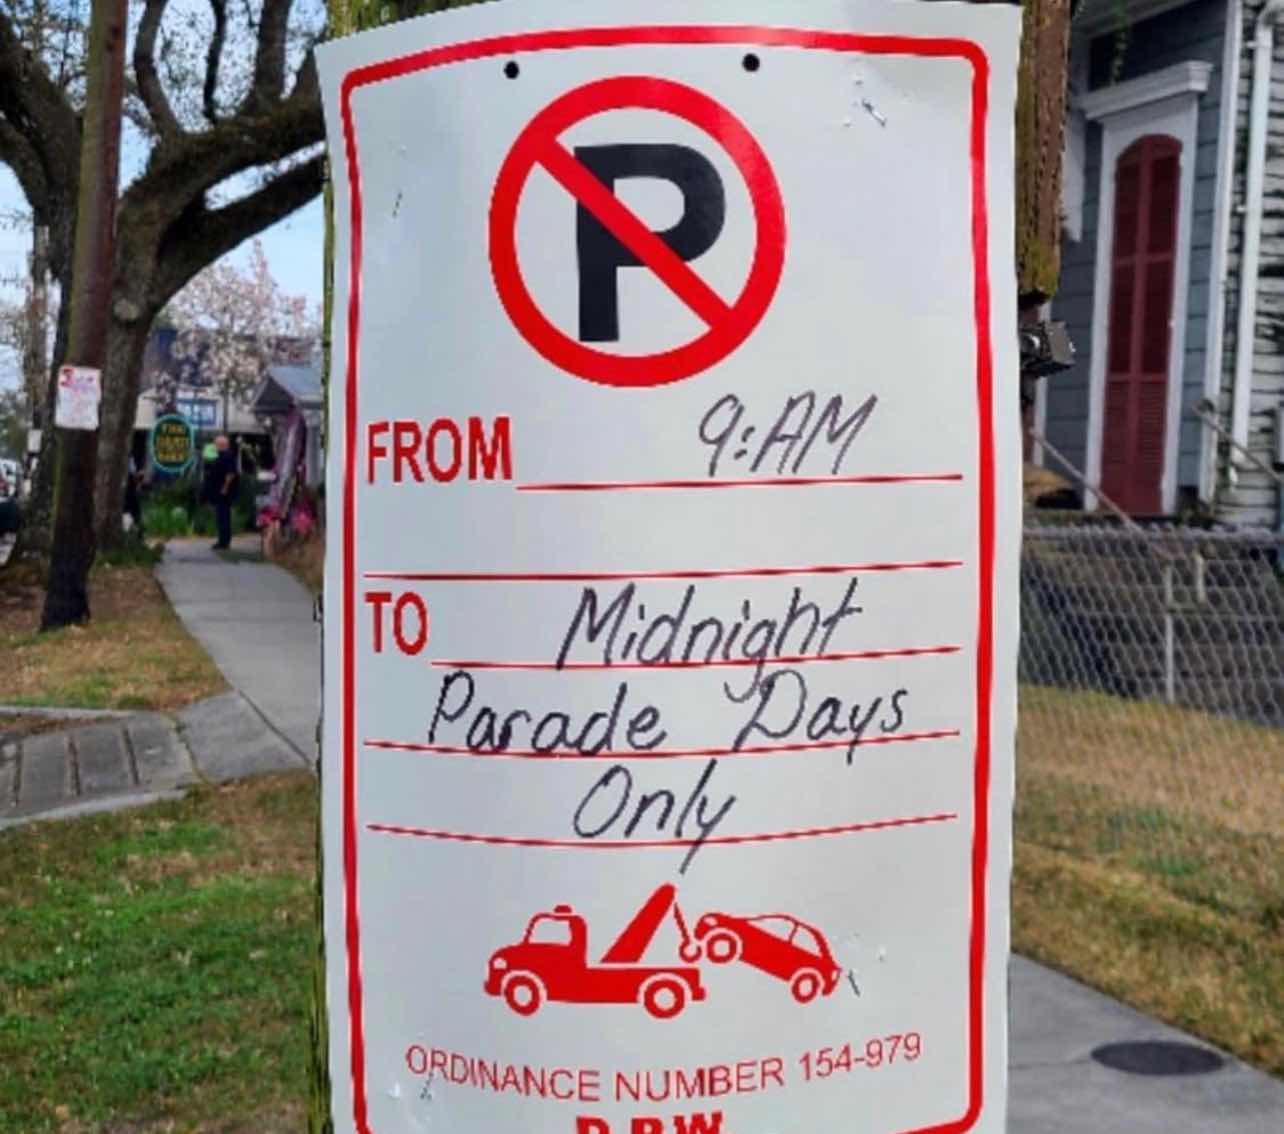 P
FROM 9:AM
TO Midnight
Parade Days
Only
ORDINANCE NUMBER 154-979
D.P.W.